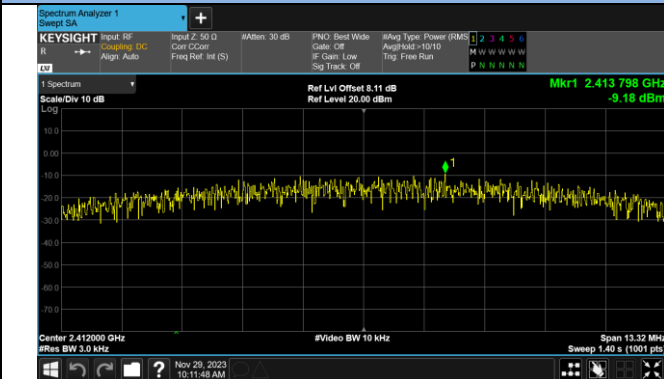 Spectrum Analyzer 1
Swept SA
+
KEYSIGHT Input: RF Input Z: 50 Ω #Atten: 30 dB PNO: Best Wide #Avg Type: Power (RMS 1 2 3 4 5 6
R Coupling: DC Corr CCorr Gate: Off Avg|Hold:>10/10 M W W W W W
Align: Auto Freq Ref: Int (S) IF Gain: Low Trig: Free Run
LXI Sig Track: Off P N N N N N
1 Spectrum Mkr1 2.413 798 GHz
Scale/Div 10 dB Ref Lvl Offset 8.11 dB -9.18 dBm
Log Ref Level 20.00 dBm
10.0
0.00
1
-10.0
-20.0
-30.0
-40.0
-50.0
-60.0
-70.0
Center 2.412000 GHz #Video BW 10 kHz Span 13.32 MHz
#Res BW 3.0 kHz Sweep 1.40 s (1001 pts)
? Nov 29, 2023
10:11:48 AM